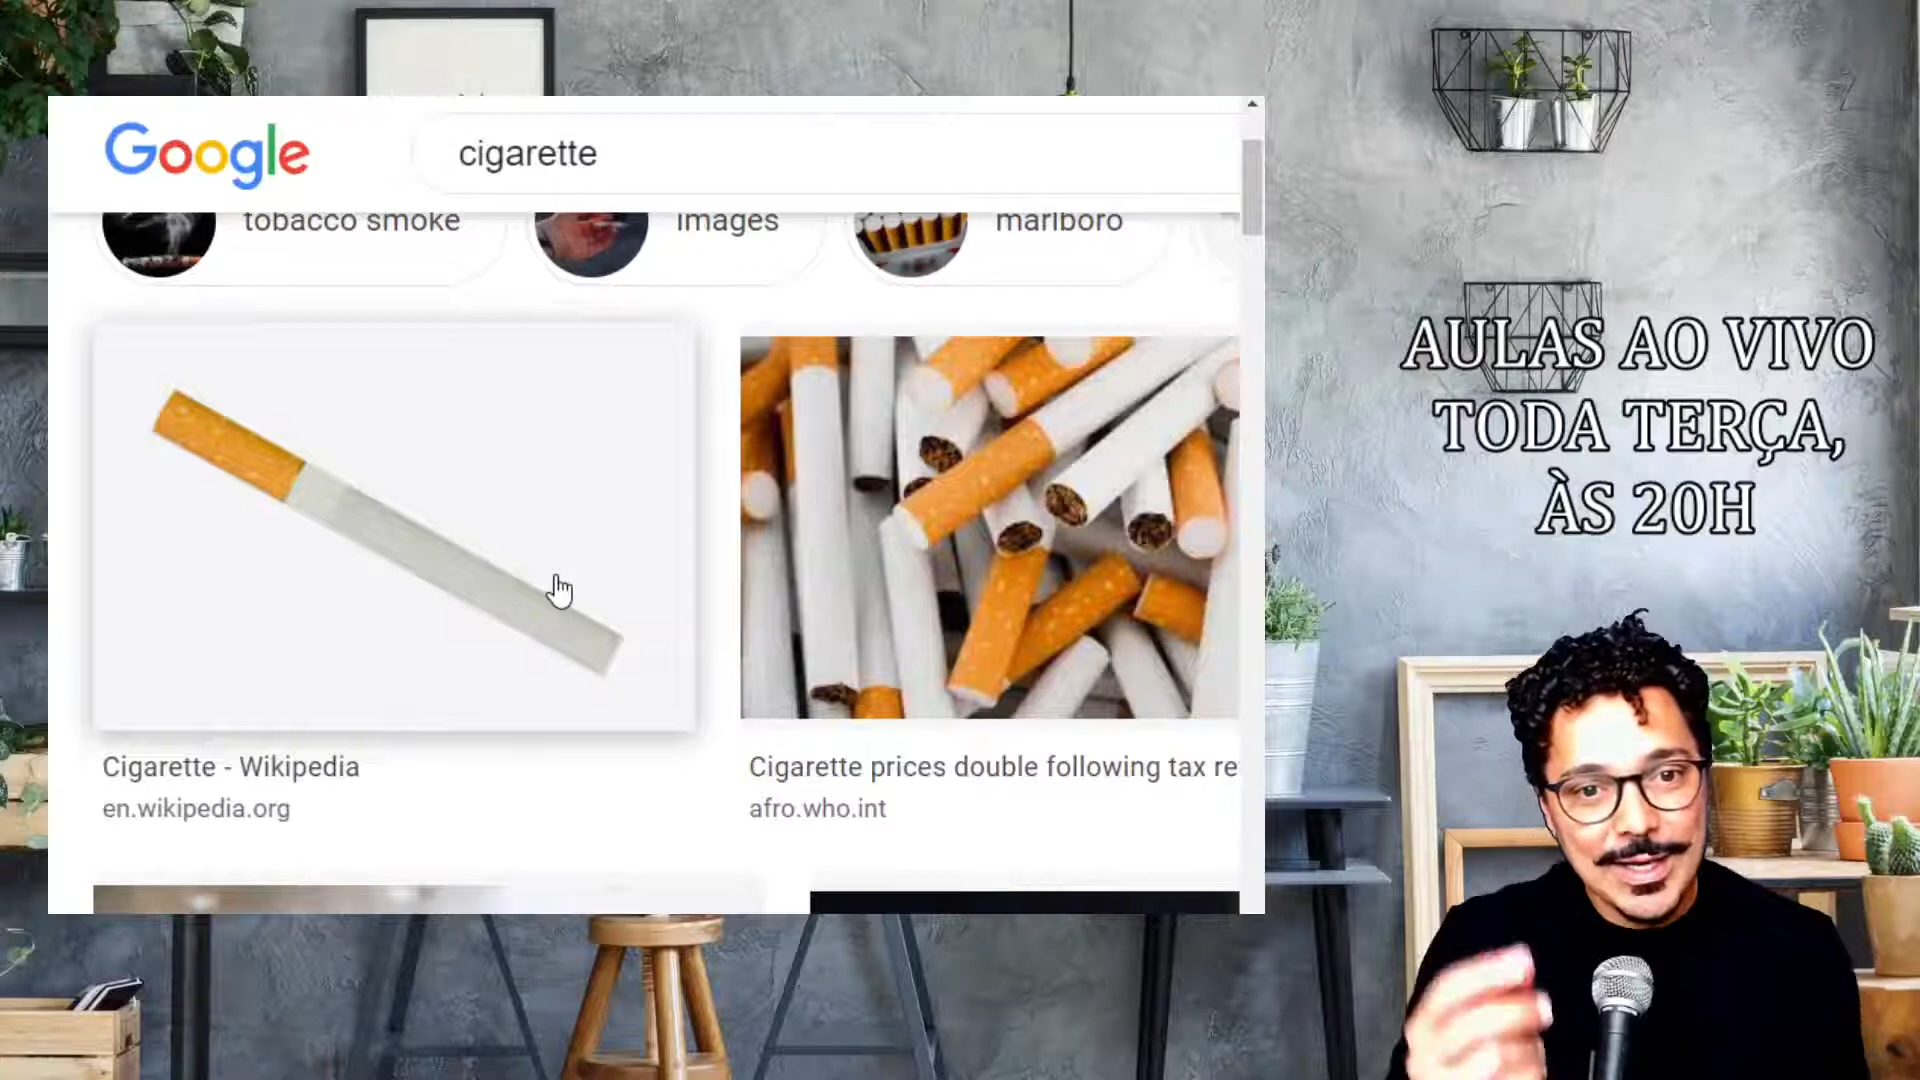 Google
cigarette
tobacco smoke
images
marlboro
AULAS AO VIVO
TODA TERÇA,
ÀS 20H
Cigarette - Wikipedia
en.wikipedia.org
Cigarette prices double following tax re
afro.who.int